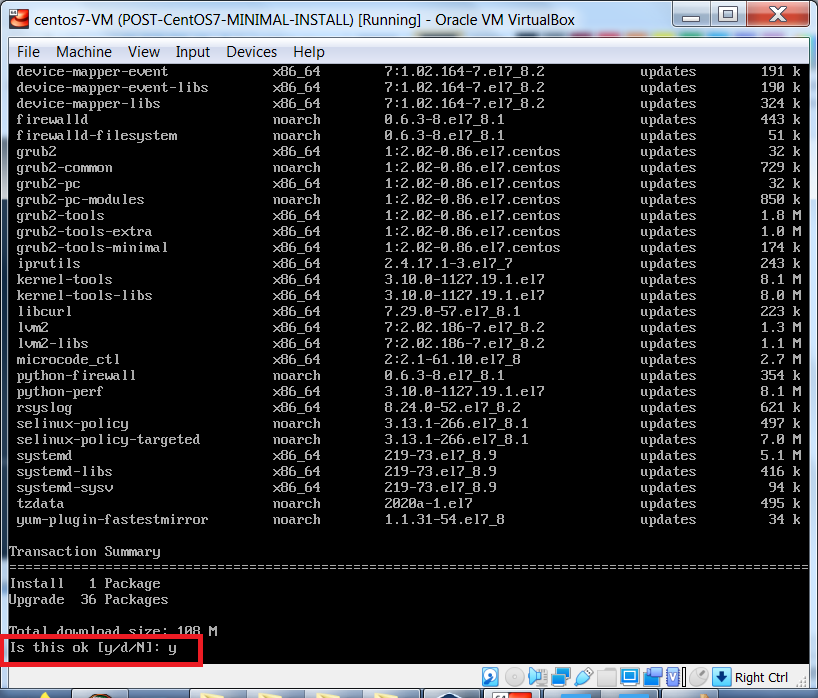 centos7-VM (POST-CentOS7-MINIMAL-INSTALL) [Running] - Oracle VM VirtualBox
File Machine View Input Devices Help
device-mapper-event x86_64 7:1.02.164-7.el7_8.2 updates 191 k
device-mapper-event-libs x86_64 7:1.02.164-7.el7_8.2 updates 190 k
device-mapper-libs x86_64 7:1.02.164-7.el7_8.2 updates 324 k
firewalld noarch 0.6.3-8.el7_8.1 updates 443 k
firewalld-filesystem noarch 0.6.3-8.el7_8.1 updates 51 k
grub2 x86_64 1:2.02-0.86.el7.centos updates 32 k
grub2-common noarch 1:2.02-0.86.el7.centos updates 729 k
grub2-pc x86_64 1:2.02-0.86.el7.centos updates 32 k
grub2-pc-modules noarch 1:2.02-0.86.el7.centos updates 850 k
grub2-tools x86_64 1:2.02-0.86.el7.centos updates 1.8 M
grub2-tools-extra x86_64 1:2.02-0.86.el7.centos updates 1.0 M
grub2-tools-minimal x86_64 1:2.02-0.86.el7.centos updates 174 k
iprutils x86_64 2.4.17.1-3.el7_7 updates 243 k
kernel-tools x86_64 3.10.0-1127.19.1.el7 updates 8.1 M
kernel-tools-libs x86_64 3.10.0-1127.19.1.el7 updates 8.0 M
libcurl x86_64 7.29.0-57.el7_8.1 updates 223 k
lvm2 x86_64 7:2.02.186-7.el7_8.2 updates 1.3 M
lvm2-libs x86_64 7:2.02.186-7.el7_8.2 updates 1.1 M
microcode_ctl x86_64 2:2.1-61.10.el7_8 updates 2.7 M
python-firewall noarch 0.6.3-8.el7_8.1 updates 354 k
python-perf x86_64 3.10.0-1127.19.1.el7 updates 8.1 M
rsyslog x86_64 8.24.0-52.el7_8.2 updates 621 k
selinux-policy noarch 3.13.1-266.el7_8.1 updates 497 k
selinux-policy-targeted noarch 3.13.1-266.el7_8.1 updates 7.0 M
systemd x86_64 219-73.el7_8.9 updates 5.1 M
systemd-libs x86_64 219-73.el7_8.9 updates 416 k
systemd-sysv x86_64 219-73.el7_8.9 updates 94 k
tzdata noarch 2020a-1.el7 updates 495 k
yum-plugin-fastestmirror noarch 1.1.31-54.el7_8 updates 34 k
Transaction Summary
================================================================================
Install 1 Package
Upgrade 36 Packages
Total download size: 108 M
Is this ok [y/d/N]: y
Right Ctrl